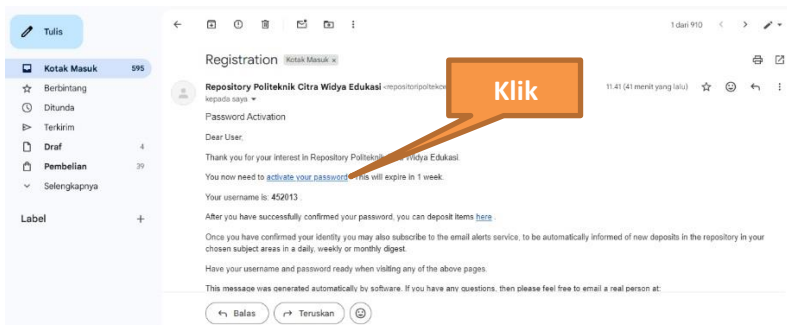 Tulis
1 dari 910
Kotak Masuk 595
Berbintang
Ditunda
Terkirim
Draf 4
Pembelian 39
Selengkapnya
Label +
Registration Kotak Masuk x
Repository Politeknik Citra Widya Edukasi
11.41 (41 menit yang lalu)
kepada saya
Klik
Password Activation
Dear User,
Thank you for your interest in Repository Politeknik Widya Edukasi.
You now need to activate your password. This will expire in 1 week.
Your username is: 452013 .
After you have successfully confirmed your password, you can deposit items here .
Once you have confirmed your identity you may also subscribe to the email alerts service, to be automatically informed of new deposits in the repository in your
chosen subject areas in a daily, weekly or monthly digest.
Have your username and password ready when visiting any of the above pages.
This message was generated automatically by software. If you have any questions, then please feel free to email a real person at:
Balas
Teruskan